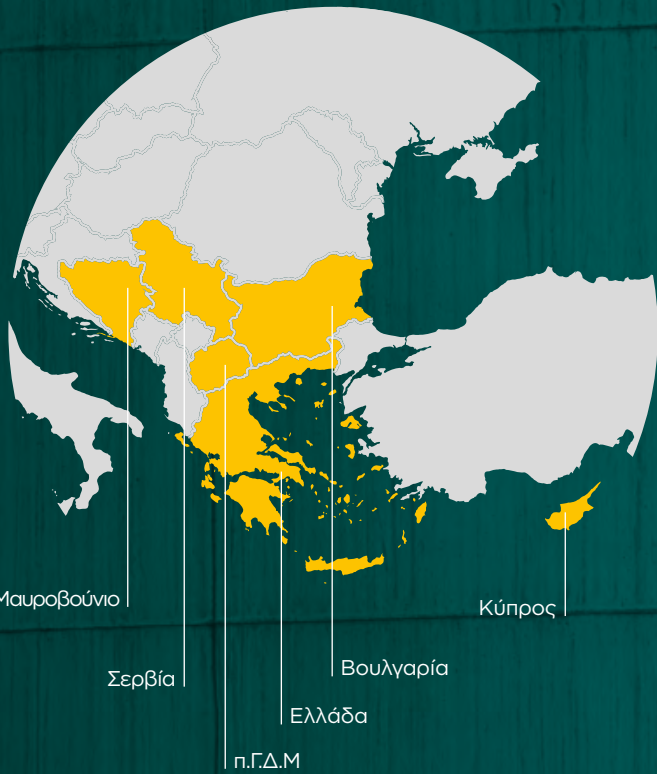 Μαυροβούνιο
Κύπρος
Σερβία
Βουλγαρία
Ελλάδα
π.Γ.Δ.Μ